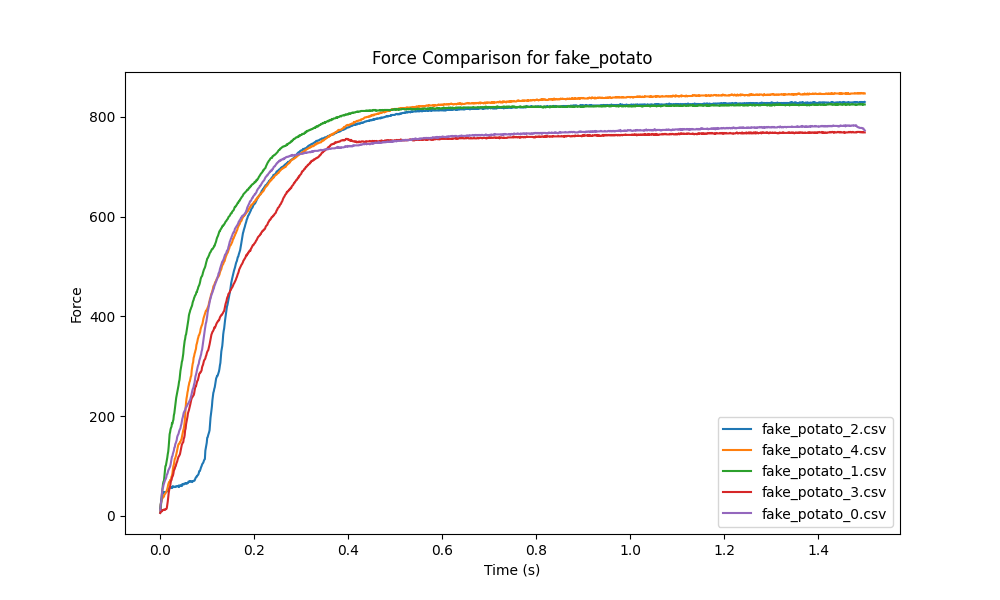 Force Comparison for fake_potato
Force
800
600
400
200
0
0.0 0.2 0.4 0.6 0.8 1.0 1.2 1.4
Time (s)
fake_potato_2.csv
fake_potato_4.csv
fake_potato_1.csv
fake_potato_3.csv
fake_potato_0.csv